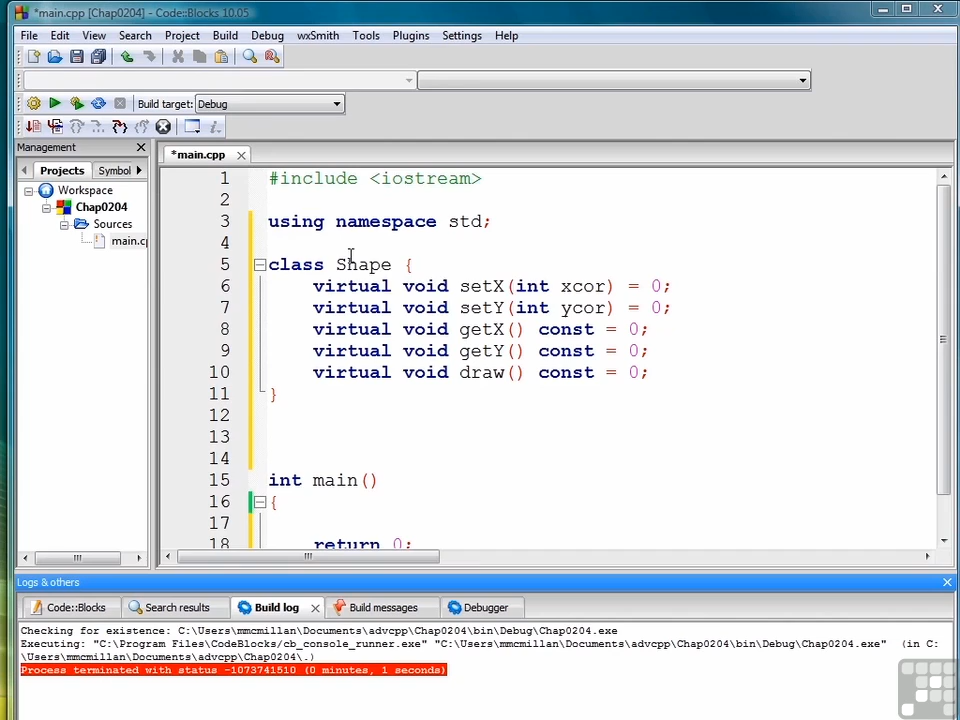 *main.cpp [Chap0204] - Code::Blocks 10.05
File Edit View Search Project Build Debug wxSmith Tools Plugins Settings Help
Build target: Debug
Management
*main.cpp
Projects Symbol
Workspace
Chap0204
Sources
main.cp
1 #include <iostream>
2
3 using namespace std;
4
5 class Shape {
6 virtual void setX(int xcor) = 0;
7 virtual void setY(int ycor) = 0;
8 virtual void getX() const = 0;
9 virtual void getY() const = 0;
10 virtual void draw() const = 0;
11 }
12
13
14
15 int main()
16 {
17
18 return 0;
Logs & others
Code::Blocks Search results Build log Build messages Debugger
Checking for existence: C:\Users\mmcmillan\Documents\advcpp\Chap0204\bin\Debug\Chap0204.exe
Executing: "C:\Program Files\CodeBlocks/cb_console_runner.exe" "C:\Users\mmcmillan\Documents\advcpp\Chap0204\bin\Debug\Chap0204.exe" (in C:
\Users\mmcmillan\Documents\advcpp\Chap0204\.)
Process terminated with status -1073741510 (0 minutes, 1 seconds)